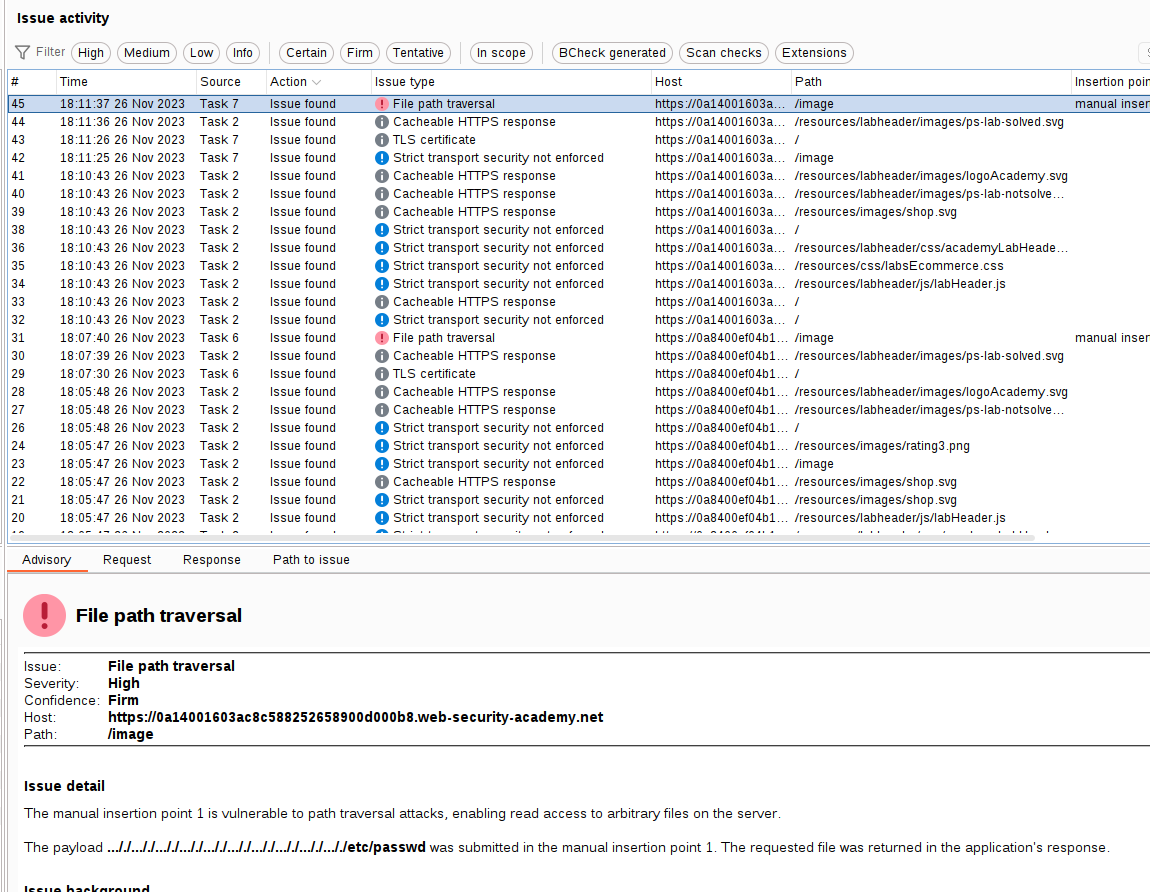 Issue activity
Filter High Medium Low Info Certain Firm Tentative In scope BCheck generated Scan checks Extensions
# Time Source Action Issue type Host Path Insertion poin
45 18:11:37 26 Nov 2023 Task 7 Issue found File path traversal https://0a14001603a... /image manual inser
44 18:11:36 26 Nov 2023 Task 2 Issue found Cacheable HTTPS response https://0a14001603a... /resources/labheader/images/ps-lab-solved.svg
43 18:11:26 26 Nov 2023 Task 7 Issue found TLS certificate https://0a14001603a... /
42 18:11:25 26 Nov 2023 Task 7 Issue found Strict transport security not enforced https://0a14001603a... /image
41 18:10:43 26 Nov 2023 Task 2 Issue found Cacheable HTTPS response https://0a14001603a... /resources/labheader/images/logoAcademy.svg
40 18:10:43 26 Nov 2023 Task 2 Issue found Cacheable HTTPS response https://0a14001603a... /resources/labheader/images/ps-lab-notsolve...
39 18:10:43 26 Nov 2023 Task 2 Issue found Cacheable HTTPS response https://0a14001603a... /resources/images/shop.svg
38 18:10:43 26 Nov 2023 Task 2 Issue found Strict transport security not enforced https://0a14001603a... /
36 18:10:43 26 Nov 2023 Task 2 Issue found Strict transport security not enforced https://0a14001603a... /resources/labheader/css/academyLabHeade...
35 18:10:43 26 Nov 2023 Task 2 Issue found Strict transport security not enforced https://0a14001603a... /resources/css/labsEcommerce.css
34 18:10:43 26 Nov 2023 Task 2 Issue found Strict transport security not enforced https://0a14001603a... /resources/labheader/js/labHeader.js
33 18:10:43 26 Nov 2023 Task 2 Issue found Cacheable HTTPS response https://0a14001603a... /
32 18:10:43 26 Nov 2023 Task 2 Issue found Strict transport security not enforced https://0a14001603a... /
31 18:07:40 26 Nov 2023 Task 6 Issue found File path traversal https://0a8400ef04b1... /image manual inser
30 18:07:39 26 Nov 2023 Task 2 Issue found Cacheable HTTPS response https://0a8400ef04b1... /resources/labheader/images/ps-lab-solved.svg
29 18:07:30 26 Nov 2023 Task 6 Issue found TLS certificate https://0a8400ef04b1... /
28 18:05:48 26 Nov 2023 Task 2 Issue found Cacheable HTTPS response https://0a8400ef04b1... /resources/labheader/images/logoAcademy.svg
27 18:05:48 26 Nov 2023 Task 2 Issue found Cacheable HTTPS response https://0a8400ef04b1... /resources/labheader/images/ps-lab-notsolve...
26 18:05:48 26 Nov 2023 Task 2 Issue found Strict transport security not enforced https://0a8400ef04b1... /
24 18:05:47 26 Nov 2023 Task 2 Issue found Strict transport security not enforced https://0a8400ef04b1... /resources/images/rating3.png
23 18:05:47 26 Nov 2023 Task 2 Issue found Strict transport security not enforced https://0a8400ef04b1... /image
22 18:05:47 26 Nov 2023 Task 2 Issue found Cacheable HTTPS response https://0a8400ef04b1... /resources/images/shop.svg
21 18:05:47 26 Nov 2023 Task 2 Issue found Strict transport security not enforced https://0a8400ef04b1... /resources/images/shop.svg
20 18:05:47 26 Nov 2023 Task 2 Issue found Strict transport security not enforced https://0a8400ef04b1... /resources/labheader/js/labHeader.js
Advisory Request Response Path to issue
File path traversal
Issue: File path traversal
Severity: High
Confidence: Firm
Host: https://0a14001603ac8c588252658900d000b8.web-security-academy.net
Path: /image
Issue detail
The manual insertion point 1 is vulnerable to path traversal attacks, enabling read access to arbitrary files on the server.
The payload ..././..././..././..././..././..././..././..././..././..././etc/passwd was submitted in the manual insertion point 1. The requested file was returned in the application's response.
Issue background